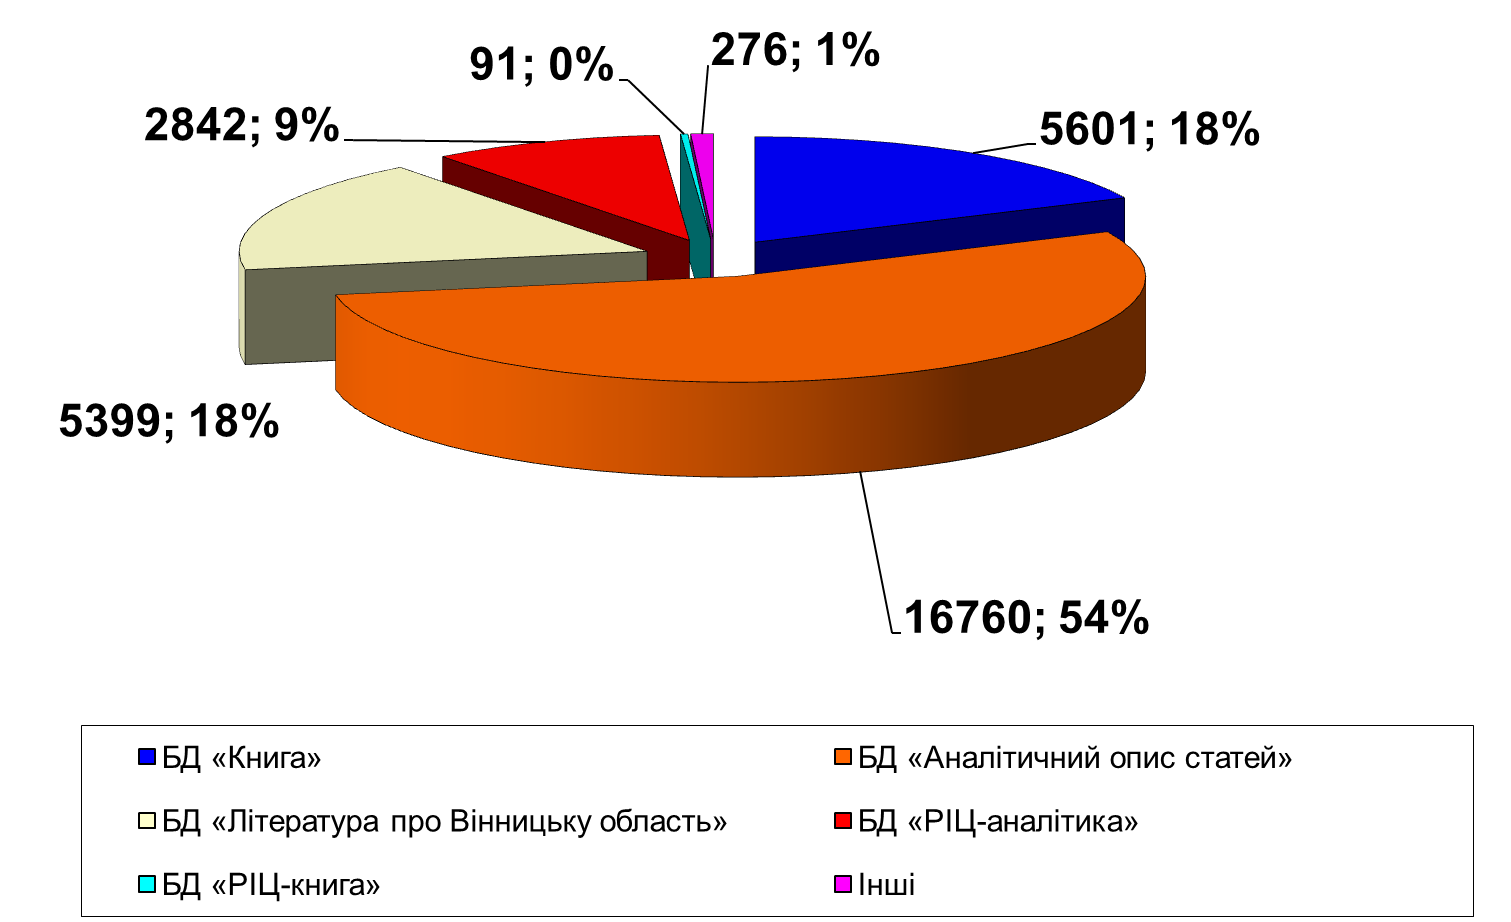 276; 1%
91; 0%
2842; 9%
5601; 18%
5399; 18%
16760; 54%
БД «Книга»
БД «Аналітичний опис статей»
БД «Література про Вінницьку область»
БД «РІЦ-аналітика»
БД «РІЦ-книга»
Інші